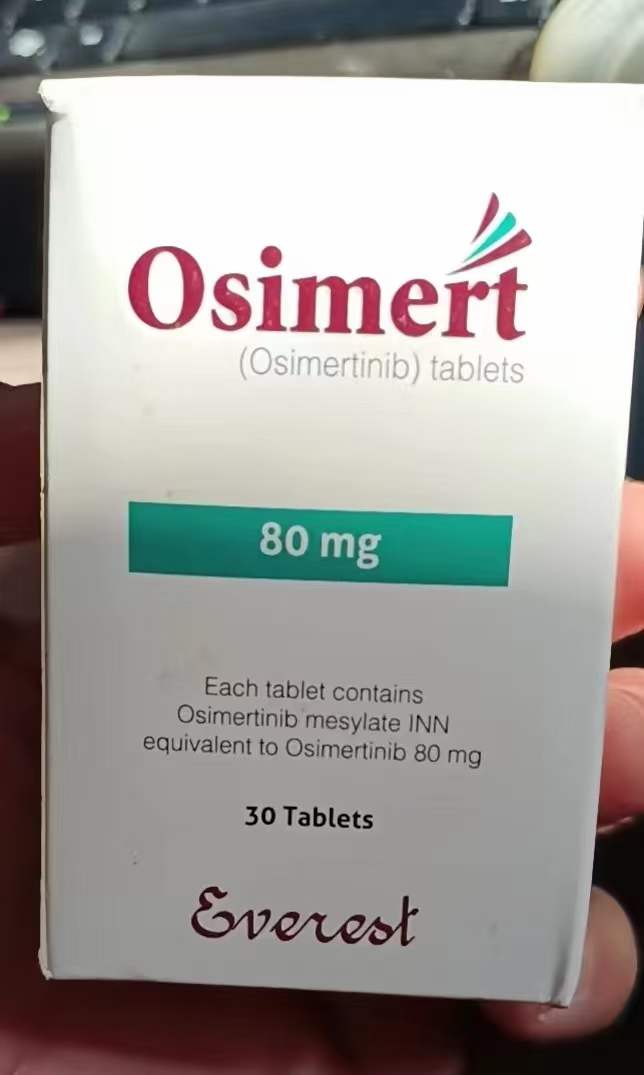 Osimert
(Osimertinib) tablets
80 mg
Each tablet contains
Osimertinib mesylate INN
equivalent to Osimertinib 80 mg
30 Tablets
Everest